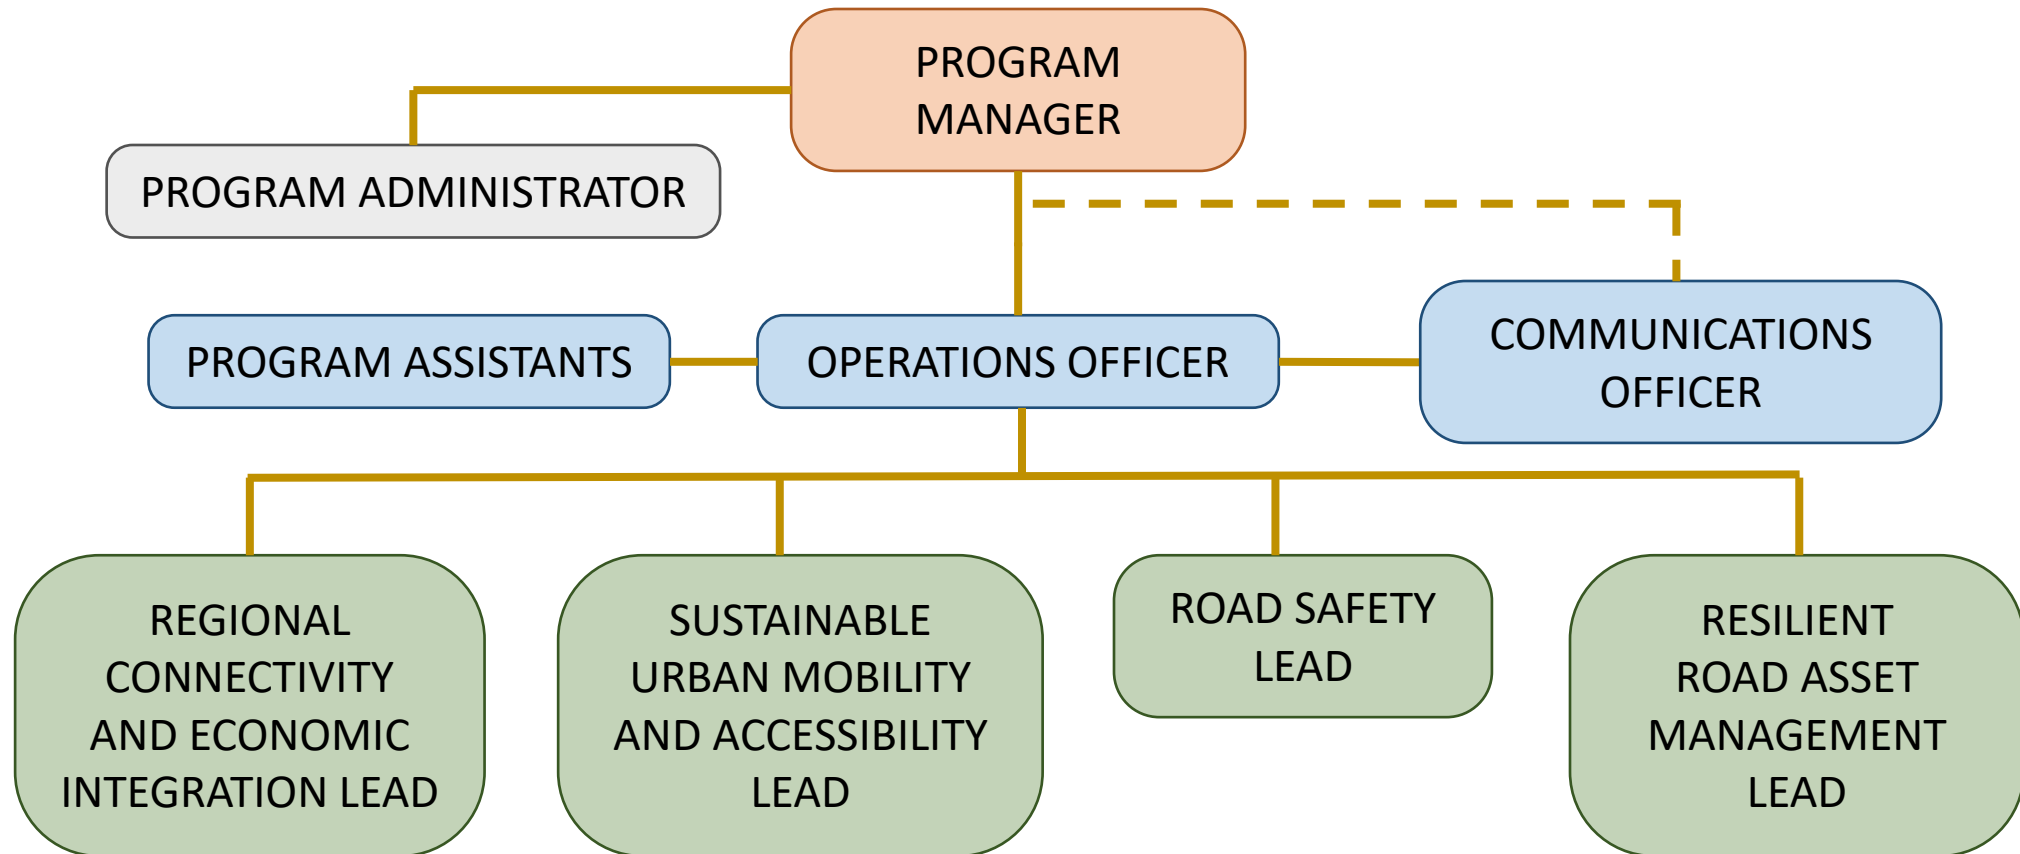 PROGRAM
MANAGER
PROGRAM ADMINISTRATOR
PROGRAM ASSISTANTS
OPERATIONS OFFICER
COMMUNICATIONS
OFFICER
REGIONAL
CONNECTIVITY
AND ECONOMIC
INTEGRATION LEAD
SUSTAINABLE
URBAN MOBILITY
AND ACCESSIBILITY
LEAD
ROAD SAFETY
LEAD
RESILIENT
ROAD ASSET
MANAGEMENT
LEAD